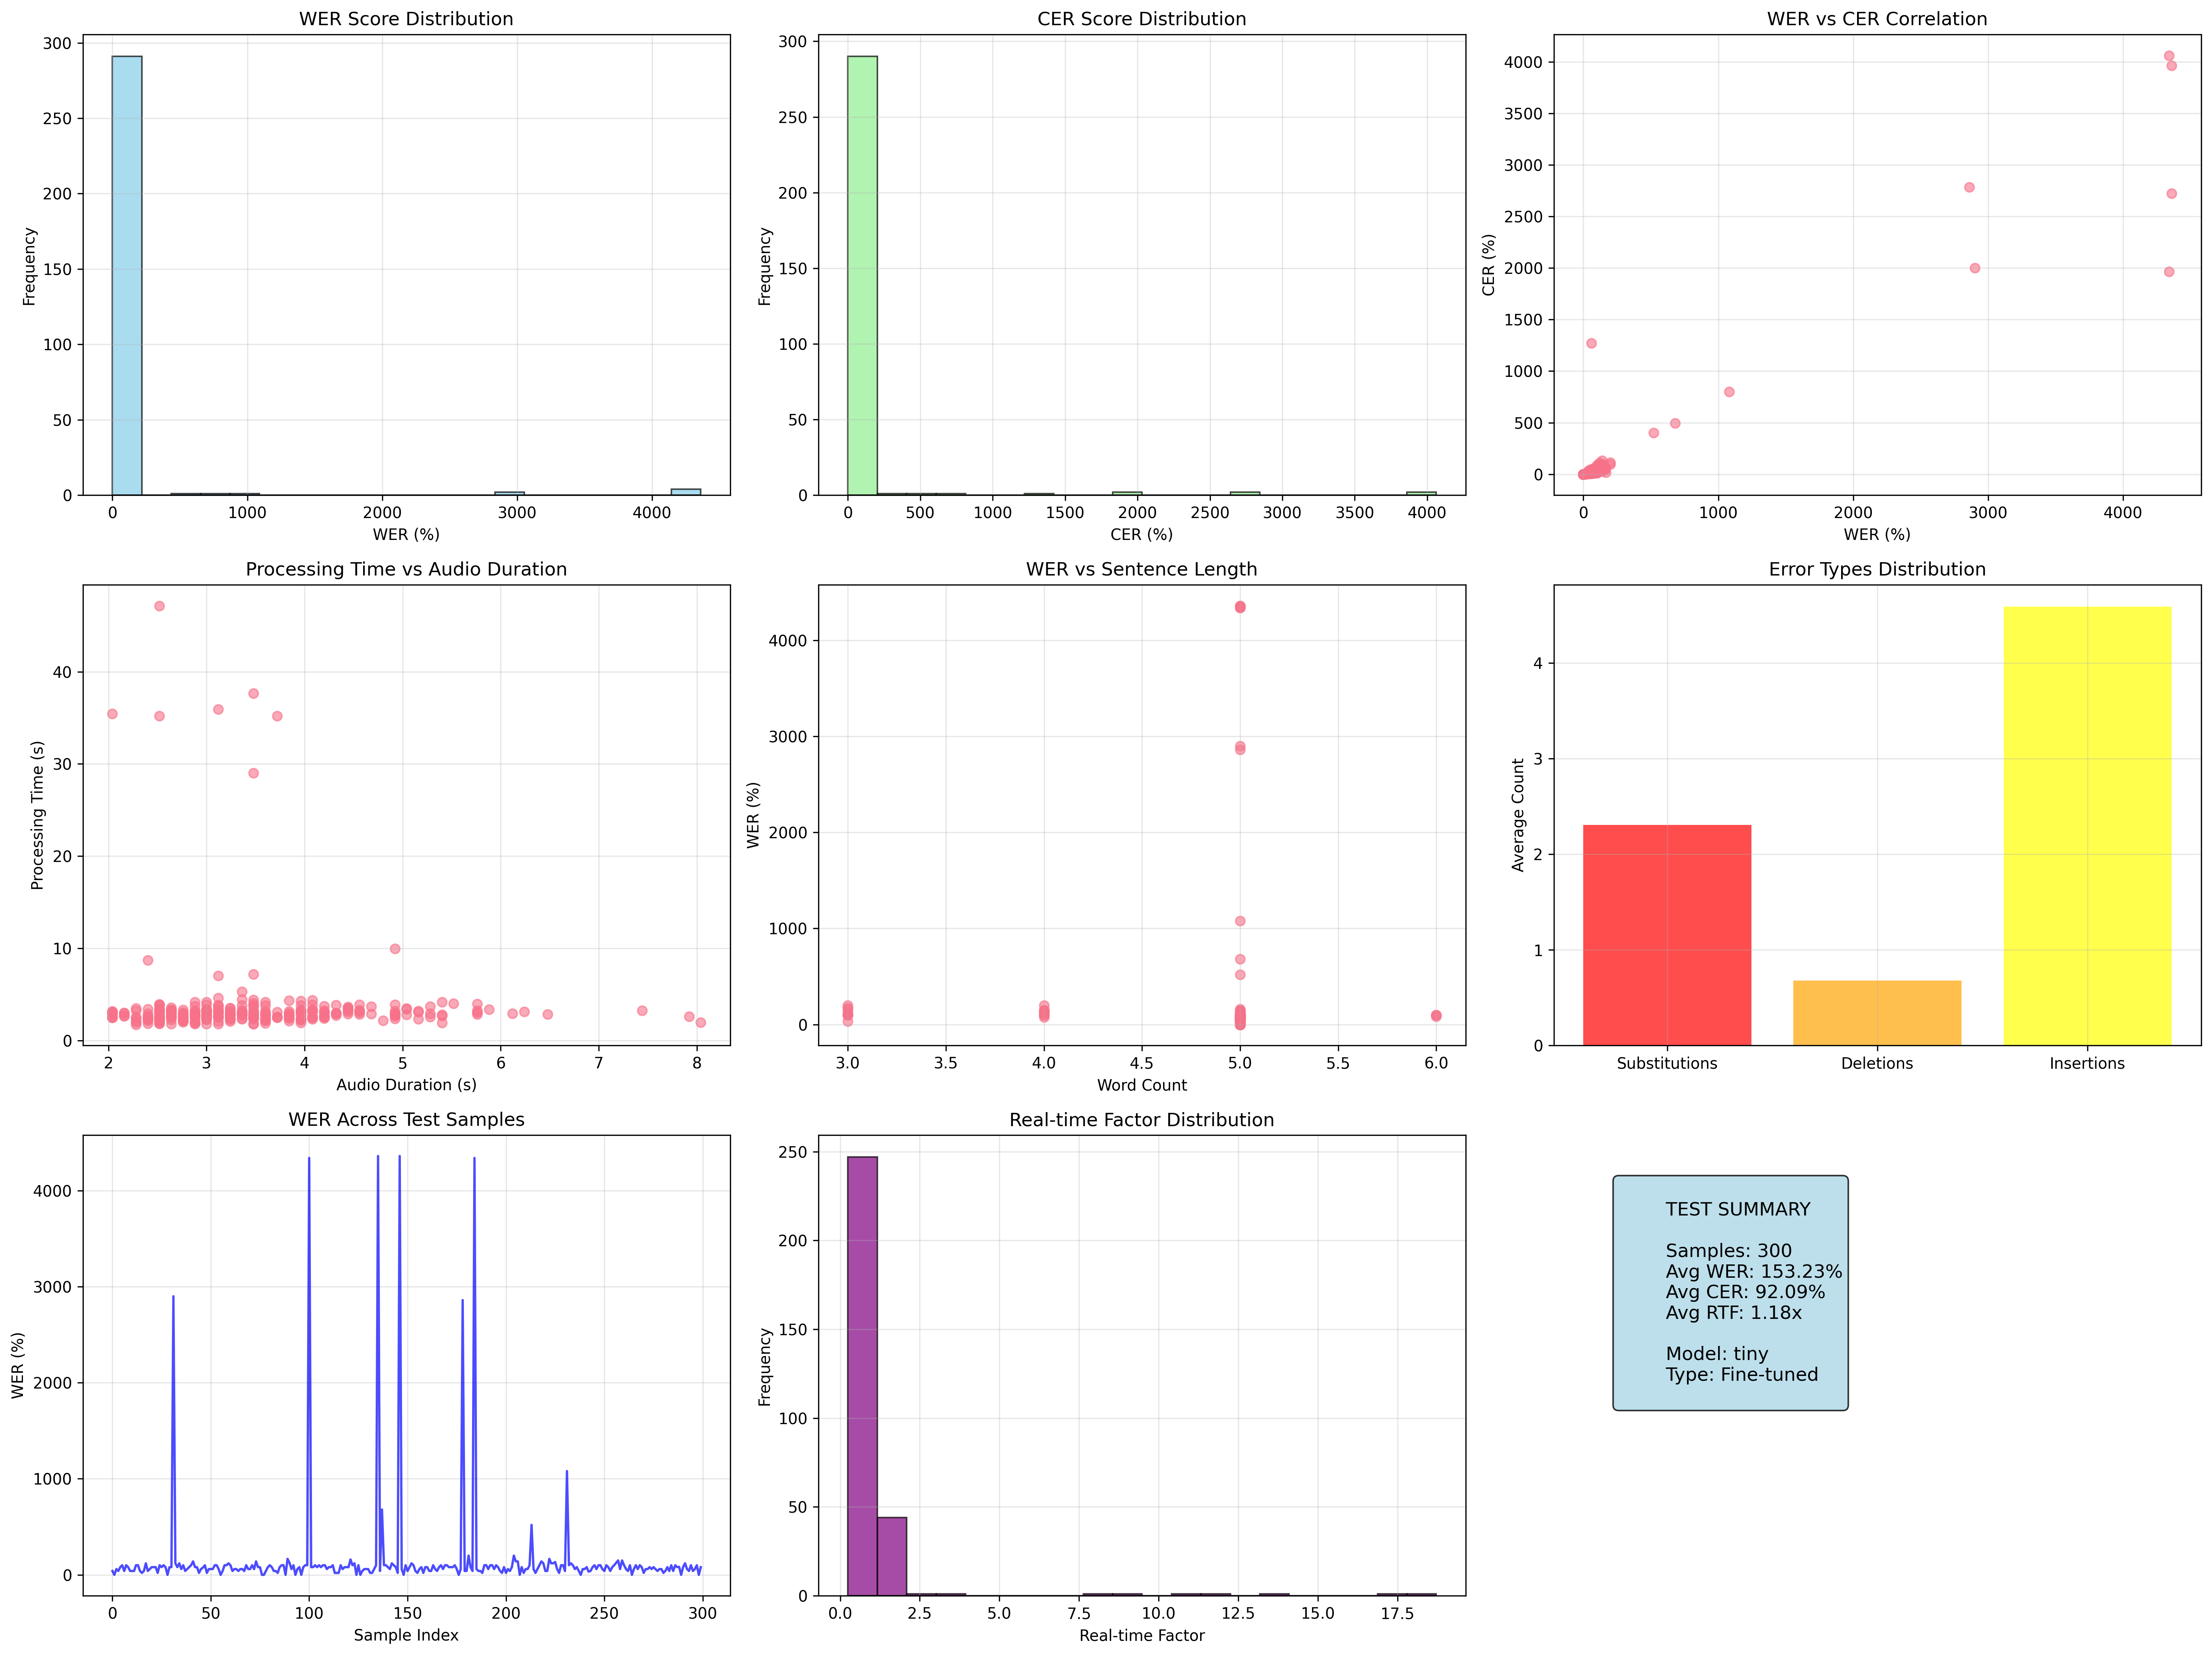 WER Score Distribution
300
250
200
150
100
50
0
Frequency
0 1000 2000 3000 4000
WER (%)
CER Score Distribution
300
250
200
150
100
50
0
Frequency
0 500 1000 1500 2000 2500 3000 3500 4000
CER (%)
WER vs CER Correlation
4000
3500
3000
2500
2000
1500
1000
500
0
CER (%)
0 1000 2000 3000 4000
WER (%)
Processing Time vs Audio Duration
40
30
20
10
0
Processing Time (s)
2 3 4 5 6 7 8
Audio Duration (s)
WER vs Sentence Length
4000
3000
2000
1000
0
WER (%)
3.0 3.5 4.0 4.5 5.0 5.5 6.0
Word Count
Error Types Distribution
4
3
2
1
0
Average Count
Substitutions Deletions Insertions
WER Across Test Samples
4000
3000
2000
1000
0
WER (%)
0 50 100 150 200 250 300
Sample Index
Real-time Factor Distribution
250
200
150
100
50
0
Frequency
0.0 2.5 5.0 7.5 10.0 12.5 15.0 17.5
Real-time Factor
TEST SUMMARY
Samples: 300
Avg WER: 153.23%
Avg CER: 92.09%
Avg RTF: 1.18x
Model: tiny
Type: Fine-tuned